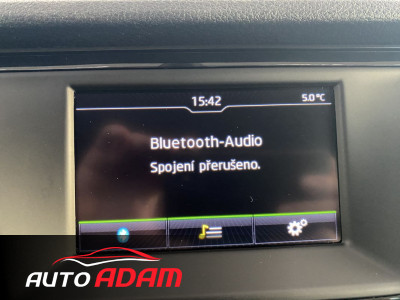 15:42
5.0°C
Bluetooth-Audio
Spojení přerušeno.
AUTO ADAM